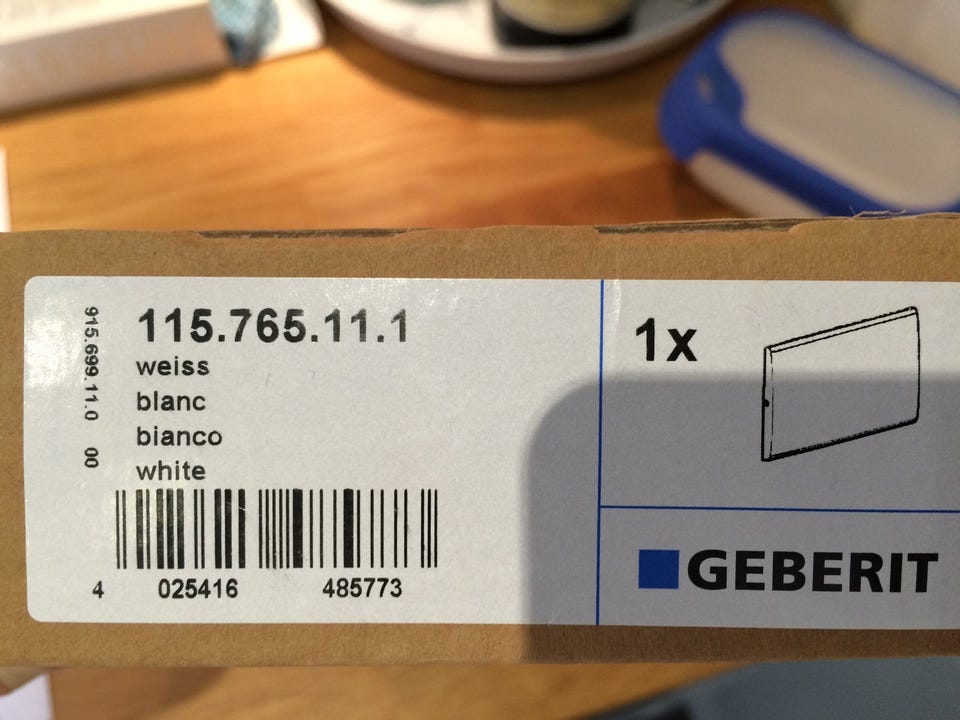 915.699.11.0 00
115.765.11.1
weiss
blanc
bianco
white
4 025416 485773
1x
GEBERIT